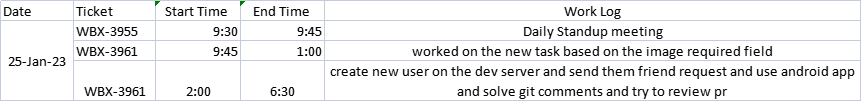 Date Ticket Start Time End Time Work Log
WBX-3955 9:30 9:45 Daily Standup meeting
WBX-3961 9:45 1:00 worked on the new task based on the image required field
25-Jan-23
create new user on the dev server and send them friend request and use android app
WBX-3961 2:00 6:30 and solve git comments and try to review pr